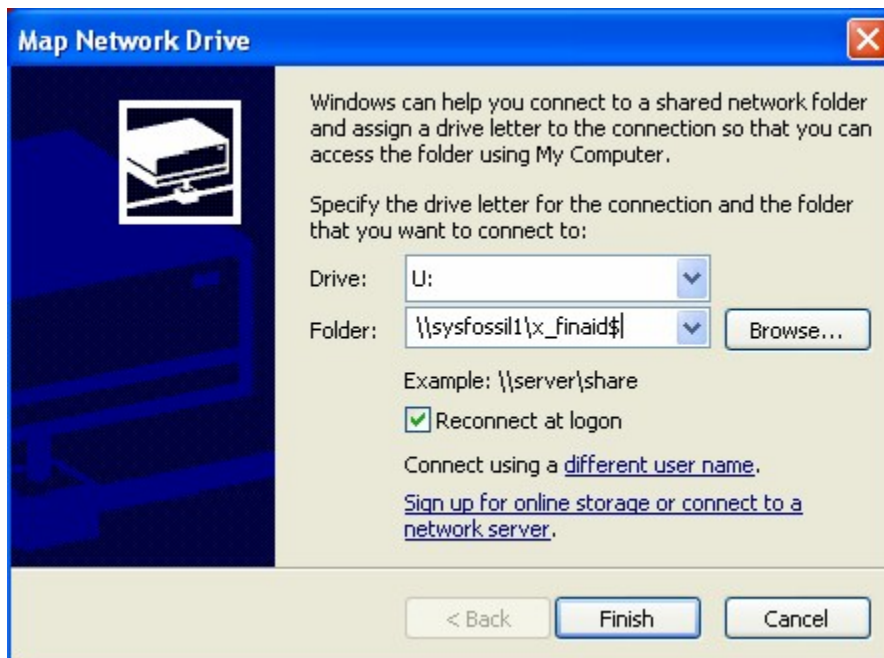 Map Network Drive
Windows can help you connect to a shared network folder
and assign a drive letter to the connection so that you can
access the folder using My Computer.
Specify the drive letter for the connection and the folder
that you want to connect to:
Drive: U:
Folder: \\sysfossil1\x_finaid$ Browse...
Example: \\server\share
Reconnect at logon
Connect using a different user name.
Sign up for online storage or connect to a
network server.
< Back Finish Cancel